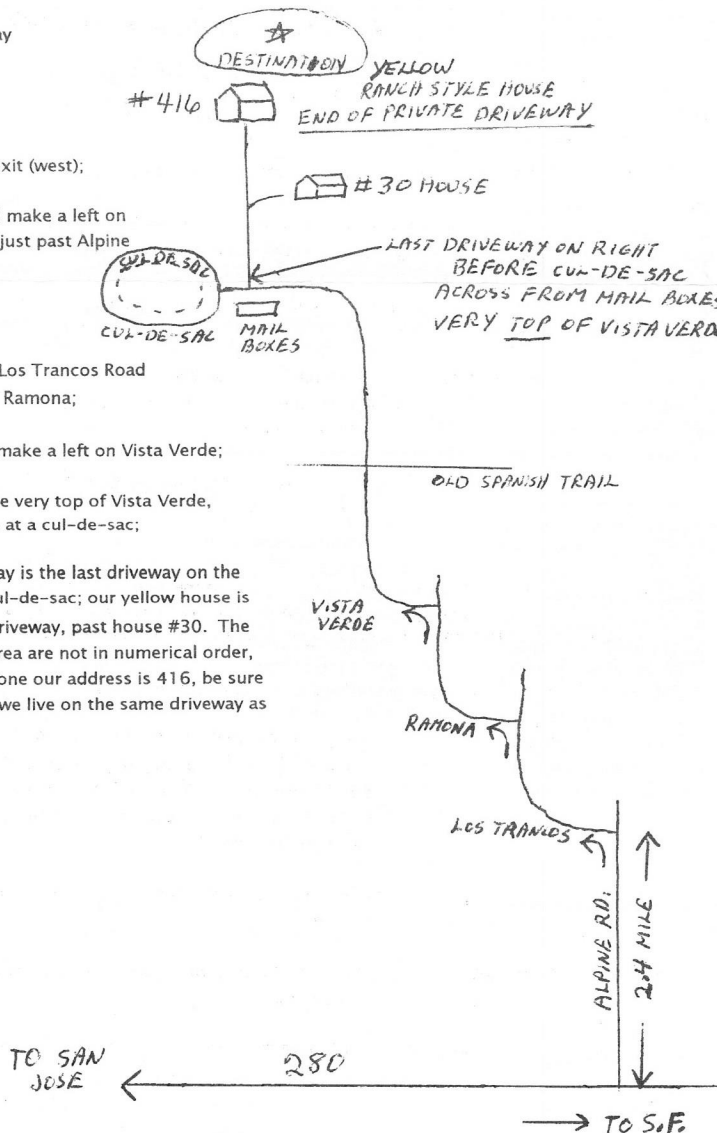 ay
xit (west);
make a left on
just past Alpine
Los Trancos Road
Ramona;
make a left on Vista Verde;
e very top of Vista Verde,
at a cul-de-sac;
ay is the last driveway on the
ul-de-sac; our yellow house is
riveway, past house #30. The
rea are not in numerical order,
one our address is 416, be sure
we live on the same driveway as
DESTINATION
#416
YELLOW
RANCH STYLE HOUSE
END OF PRIVATE DRIVEWAY
#30 HOUSE
LAST DRIVEWAY ON RIGHT
BEFORE CUL-DE-SAC
ACROSS FROM MAIL BOXES
VERY TOP OF VISTA VERDE
CUL DE SAC
CUL-DE-SAC
MAIL
BOXES
OLD SPANISH TRAIL
VISTA
VERDE
RAMONA
LOS TRANCOS
ALPINE RD.
2.4 MILE
TO SAN
JOSE
280
TO S.F.